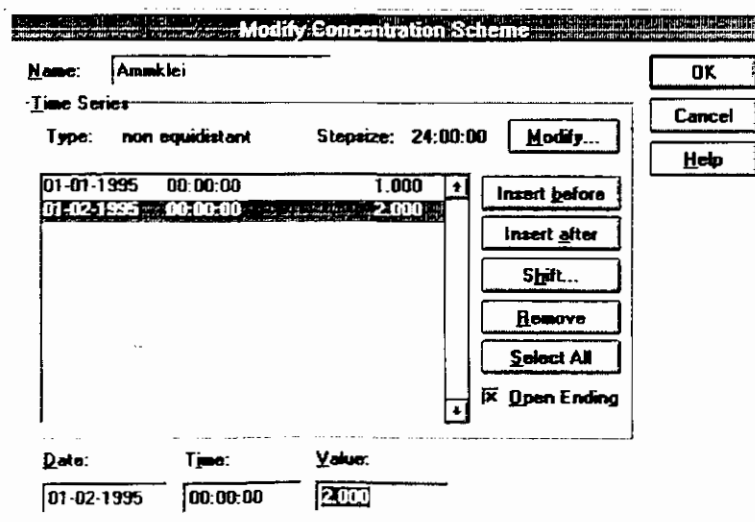 Modify Concentration Scheme
Name: Ammklei
OK
Time Series
Cancel
Type: non equidistant Stepsize: 24:00:00 Modify...
Help
01-01-1995 00:00:00 1.000
01-02-1995 00:00:00 2.000
Insert before
Insert after
Shift...
Remove
Select All
Open Ending
Date: Time: Value:
01-02-1995 00:00:00 2.000